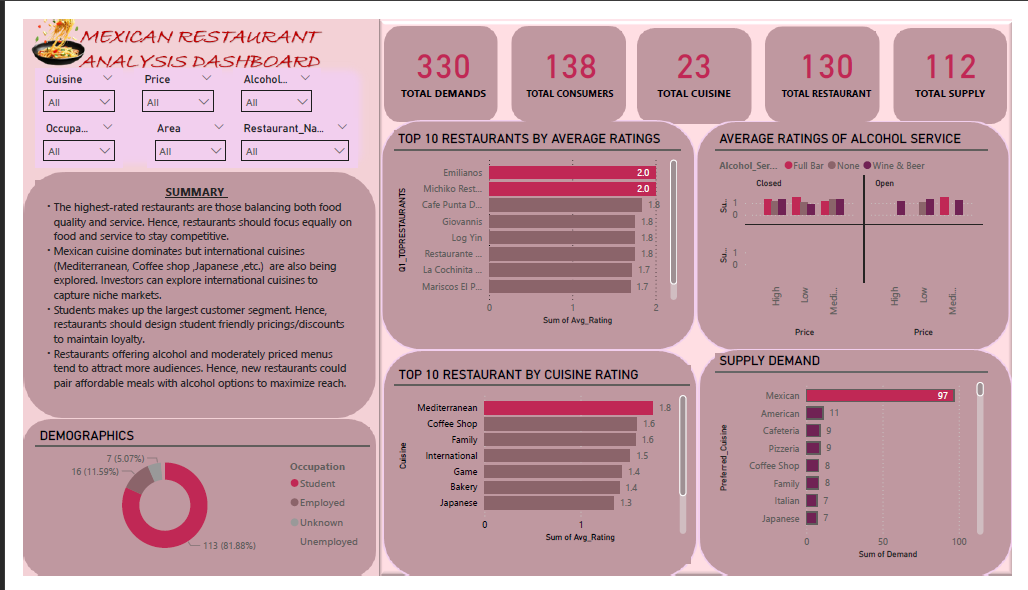 MEXICAN RESTAURANT
ANALYSIS DASHBOARD
Cuisine
Price
Alcohol...
All
All
All
Occupa...
Area
Restaurant_Na...
All
All
All
330
TOTAL DEMANDS
138
TOTAL CONSUMERS
23
TOTAL CUISINE
130
TOTAL RESTAURANT
112
TOTAL SUPPLY
SUMMARY
• The highest-rated restaurants are those balancing both food
quality and service. Hence, restaurants should focus equally on
food and service to stay competitive.
• Mexican cuisine dominates but international cuisines
(Mediterranean, Coffee shop ,Japanese ,etc.) are also being
explored. Investors can explore international cuisines to
capture niche markets.
• Students makes up the largest customer segment. Hence,
restaurants should design student friendly pricings/discounts
to maintain loyalty.
• Restaurants offering alcohol and moderately priced menus
tend to attract more audiences. Hence, new restaurants could
pair affordable meals with alcohol options to maximize reach.
DEMOGRAPHICS
7 (5.07%)
16 (11.59%)
113 (81.88%)
Occupation
Student
Employed
Unknown
Unemployed
TOP 10 RESTAURANTS BY AVERAGE RATINGS
Q1_TOPRESTAURANTS
Emilianos 2.0
Michiko Rest... 2.0
Cafe Punta D... 1.8
Giovannis 1.8
Log Yin 1.8
Restaurante ... 1.8
La Cochinita ... 1.7
Mariscos El P... 1.7
0 1 2
Sum of Avg_Rating
AVERAGE RATINGS OF ALCOHOL SERVICE
Alcohol_Ser... Full Bar None Wine & Beer
Closed Open
Su...
1
0
Su...
1
0
High Low Medi... High Low Medi...
Price Price
TOP 10 RESTAURANT BY CUISINE RATING
Cuisine
Mediterranean 1.8
Coffee Shop 1.6
Family 1.6
International 1.5
Game 1.4
Bakery 1.4
Japanese 1.3
0 1
Sum of Avg_Rating
SUPPLY DEMAND
Preferred_Cuisine
Mexican 97
American 11
Cafeteria 9
Pizzeria 9
Coffee Shop 8
Family 8
Italian 7
Japanese 7
0 50 100
Sum of Demand